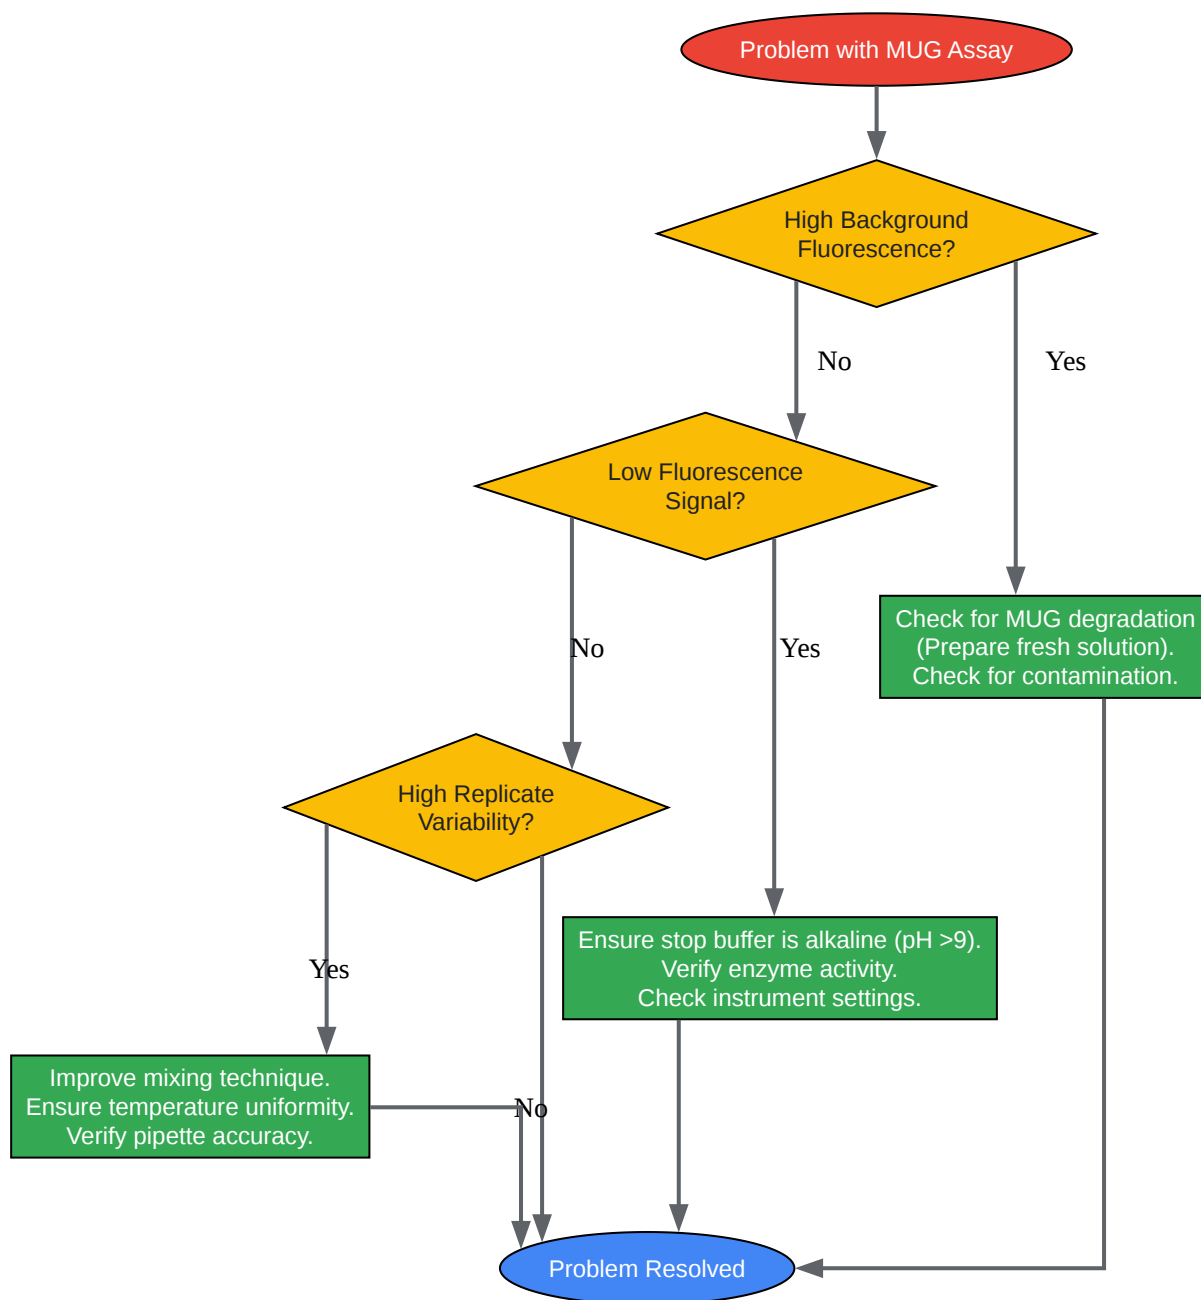 Problem with MUG Assay
High Background
Fluorescence?
No
Yes
Low Fluorescence
Signal?
Check for MUG degradation
(Prepare fresh solution).
Check for contamination.
No
Yes
High Replicate
Variability?
Ensure stop buffer is alkaline (pH >9).
Verify enzyme activity.
Check instrument settings.
Yes
Improve mixing technique.
Ensure temperature uniformity.
Verify pipette accuracy.
No
Problem Resolved